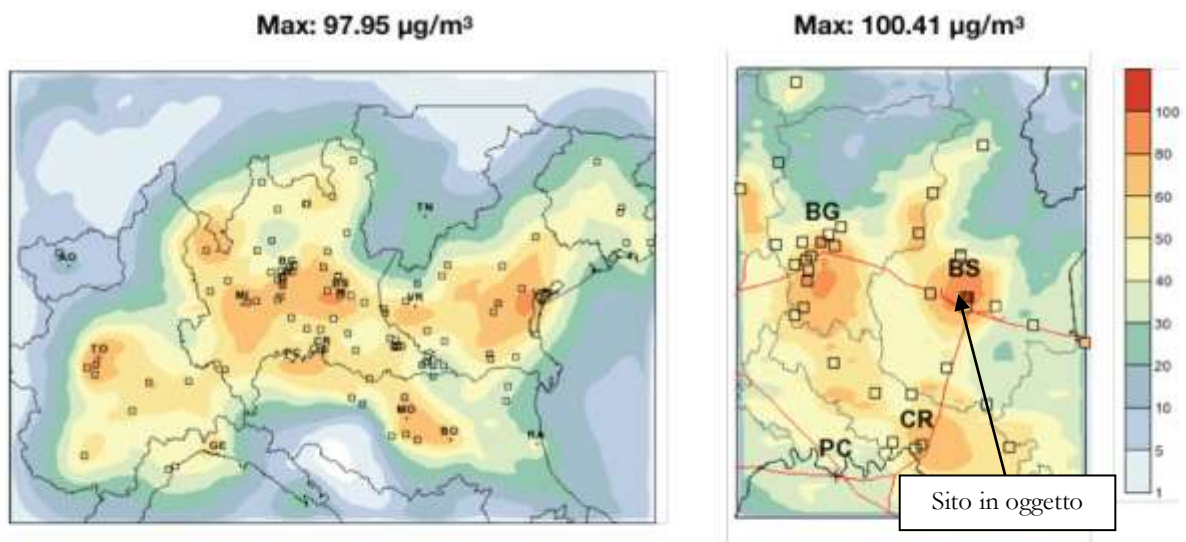 Max: 97.95 µg/m³
Max: 100.41 µg/m³
AO
TN
BG
MI
BS
VR
TO
PC
CR
MO
BO
GE
RA
BG
BS
CR
PC
Sito in oggetto
100
80
60
50
40
30
20
10
5
1